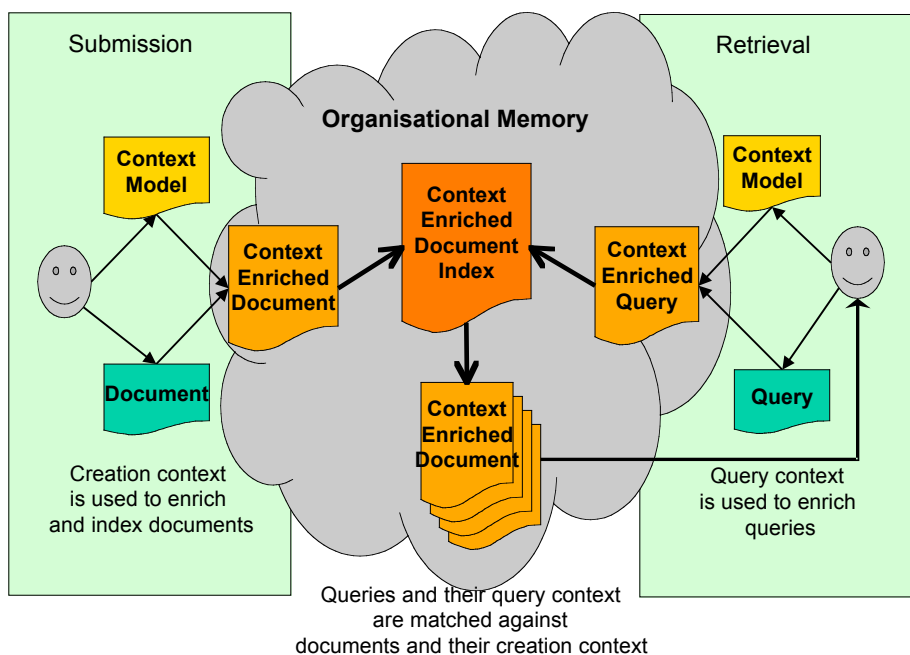 Submission
Retrieval
Organisational Memory
Context
Model
Context
Enriched
Document
Document
Creation context
is used to enrich
and index documents
Context
Enriched
Document
Index
Context
Enriched
Document
Context
Model
Context
Enriched
Query
Query
Query context
is used to enrich
queries
Queries and their query context
are matched against
documents and their creation context